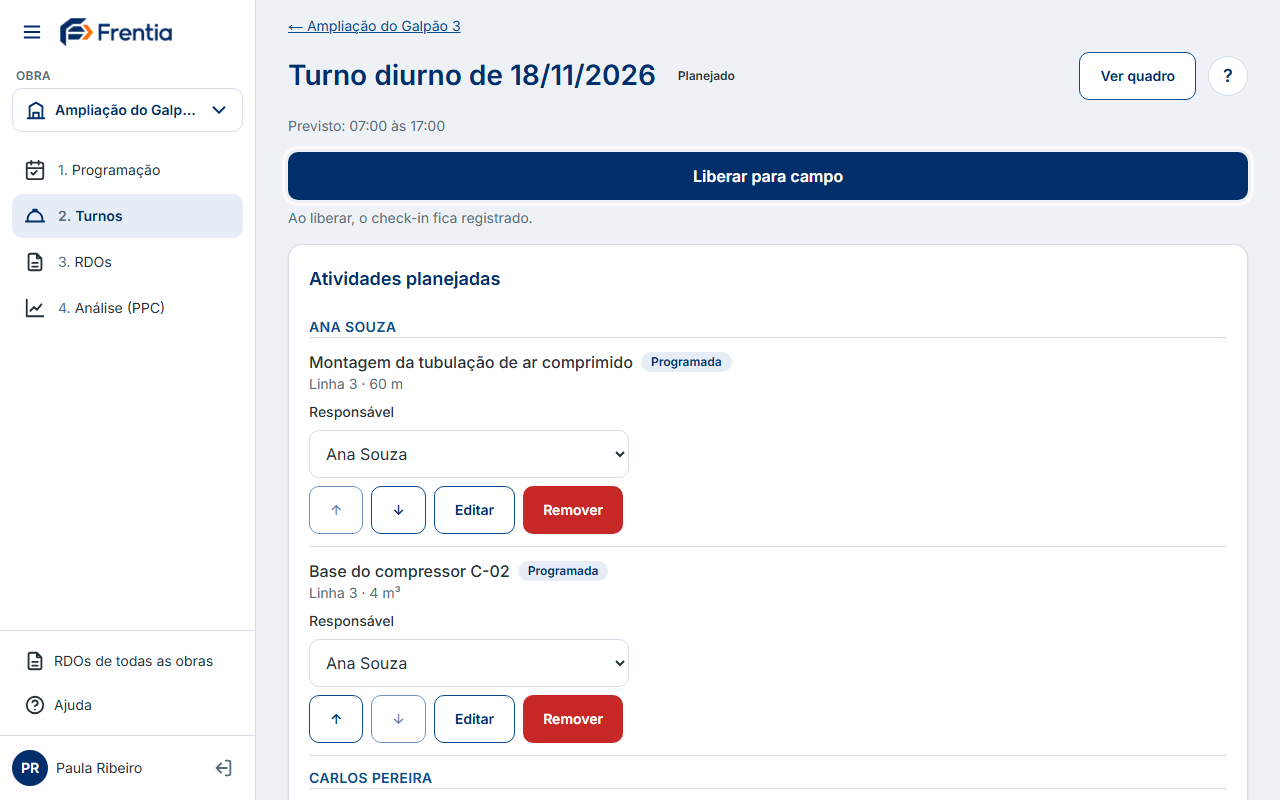 Frentia
OBRA
Ampliação do Galp...
1. Programação
2. Turnos
3. RDOs
4. Análise (PPC)
RDOs de todas as obras
Ajuda
PR Paula Ribeiro
← Ampliação do Galpão 3
Turno diurno de 18/11/2026 Planejado
Ver quadro ?
Previsto: 07:00 às 17:00
Liberar para campo
Ao liberar, o check-in fica registrado.
Atividades planejadas
ANA SOUZA
Montagem da tubulação de ar comprimido Programada
Linha 3 · 60 m
Responsável
Ana Souza
↑ ↓ Editar Remover
Base do compressor C-02 Programada
Linha 3 · 4 m³
Responsável
Ana Souza
↑ ↓ Editar Remover
CARLOS PEREIRA